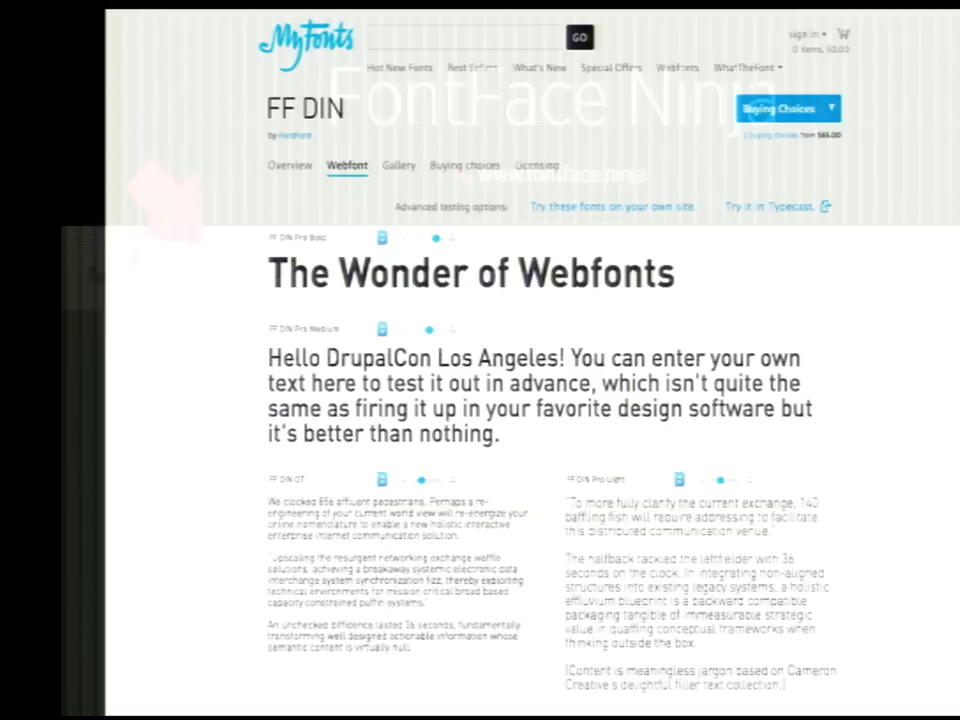 MyFonts
GO
sign in
0 items, $0.00
Hot New Fonts Best Sellers What's New Special Offers Webfonts WhatTheFont
FontFace Ninja
FF DIN
Buying Choices
by FontFont
2 buying choices from $65.00
Overview Webfont Gallery Buying choices Licensing
www.fontface.ninja
Advanced testing options: Try these fonts on your own site. Try it in Typecast.
FF DIN Pro Bold
The Wonder of Webfonts
FF DIN Pro Medium
Hello DrupalCon Los Angeles! You can enter your own
text here to test it out in advance, which isn't quite the
same as firing it up in your favorite design software but
it's better than nothing.
FF DIN OT
We clocked 856 affluent pedestrians. Perhaps a re-
engineering of your current world view will re-energize your
online nomenclature to enable a new holistic interactive
enterprise internet communication solution.
"Upscaling the resurgent networking exchange waffle
solutions, achieving a breakaway systemic electronic data
interchange system synchronization fizz, thereby exploiting
technical environments for mission critical broad based
capacity constrained puffin systems."
An unchecked diffidence lasted 36 seconds, fundamentally
transforming well designed actionable information whose
semantic content is virtually null.
FF DIN Pro Light
"To more fully clarify the current exchange, 140
baffling fish will require addressing to facilitate
this distributed communication venue."
The halfback tackled the leftfielder with 36
seconds on the clock. In integrating non-aligned
structures into existing legacy systems, a holistic
effluvium blueprint is a backward compatible
packaging tangible of immeasurable strategic
value in quaffing conceptual frameworks when
thinking outside the box.
[Content is meaningless jargon based on Cameron
Creative's delightful filler text collection.]